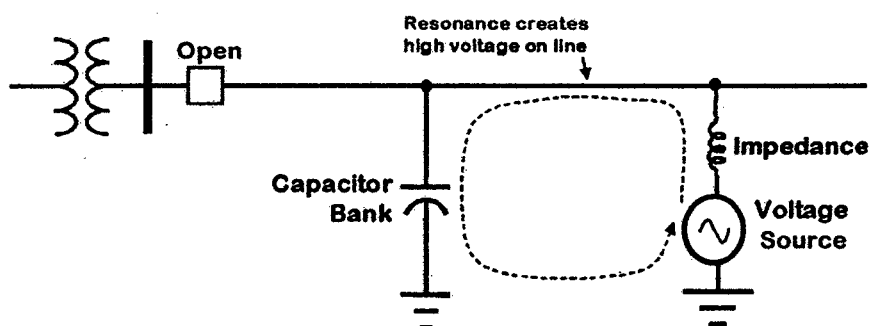 Resonance creates
high voltage on line
Open
Impedance
Capacitor
Bank
Voltage
Source